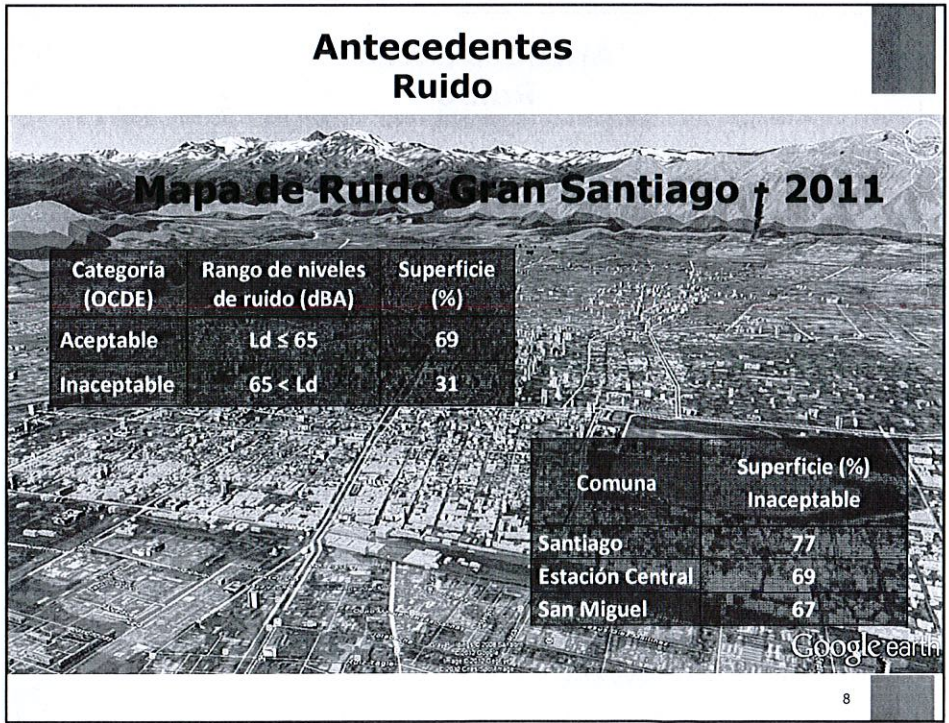 Antecedentes
Ruido
Mapa de Ruido Gran Santiago - 2011
Categoría (OCDE) Rango de niveles de ruido (dBA) Superficie (%)
Aceptable Ld ≤ 65 69
Inaceptable 65 < Ld 31
Comuna Superficie (%) Inaceptable
Santiago 77
Estación Central 69
San Miguel 67
Google earth
8